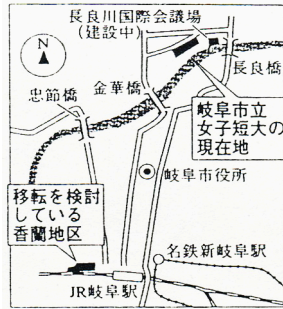 長良川国際会議場
(建設中)
N
長良橋
金華橋
忠節橋
岐阜市立
女子短大の
現在地
岐阜市役所
移転を検討
している
香蘭地区
名鉄新岐阜駅
JR岐阜駅